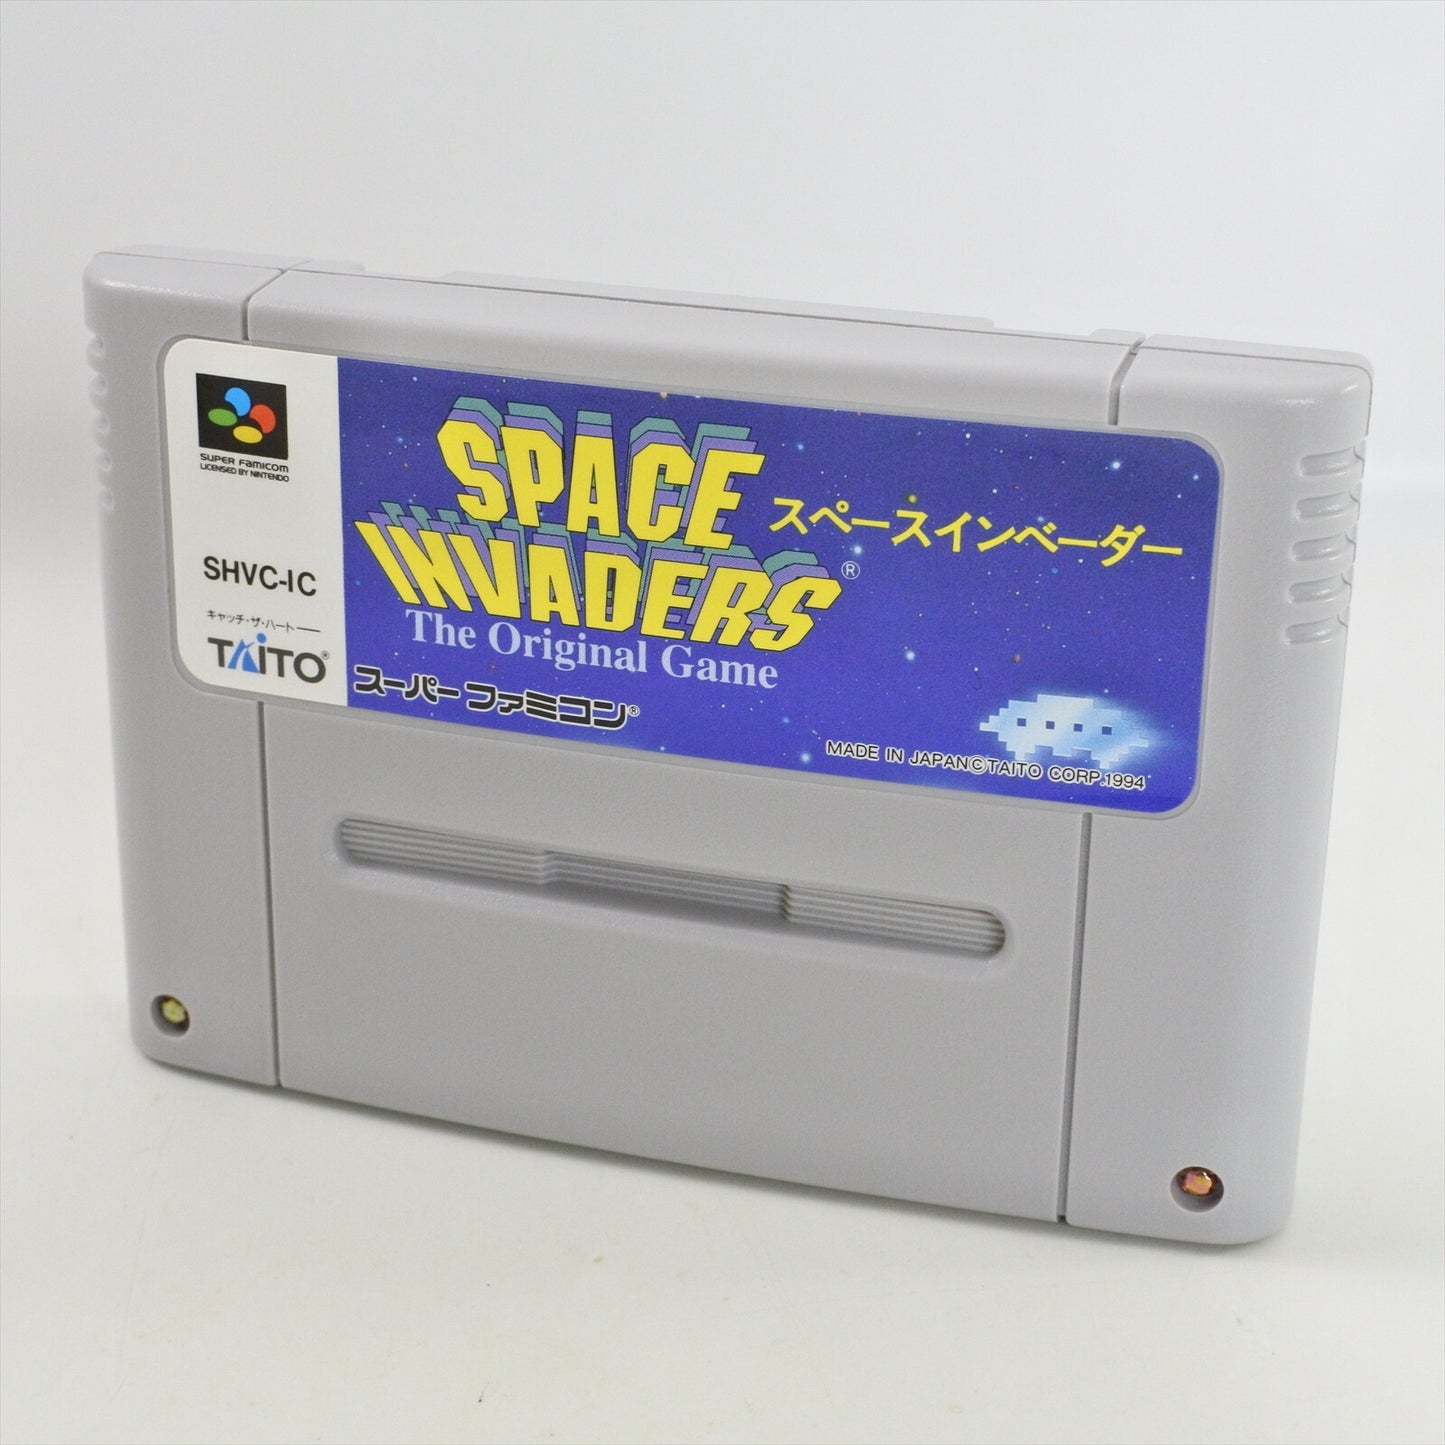 SUPER FAMICOM
LICENSED BY NINTENDO
SHVC-IC
キャッチ・ザ・ハート
TAITO®
SPACE
INVADERS®
The Original Game
スペースインベーダー
スーパーファミコン®
MADE IN JAPAN©TAITO CORP.1994